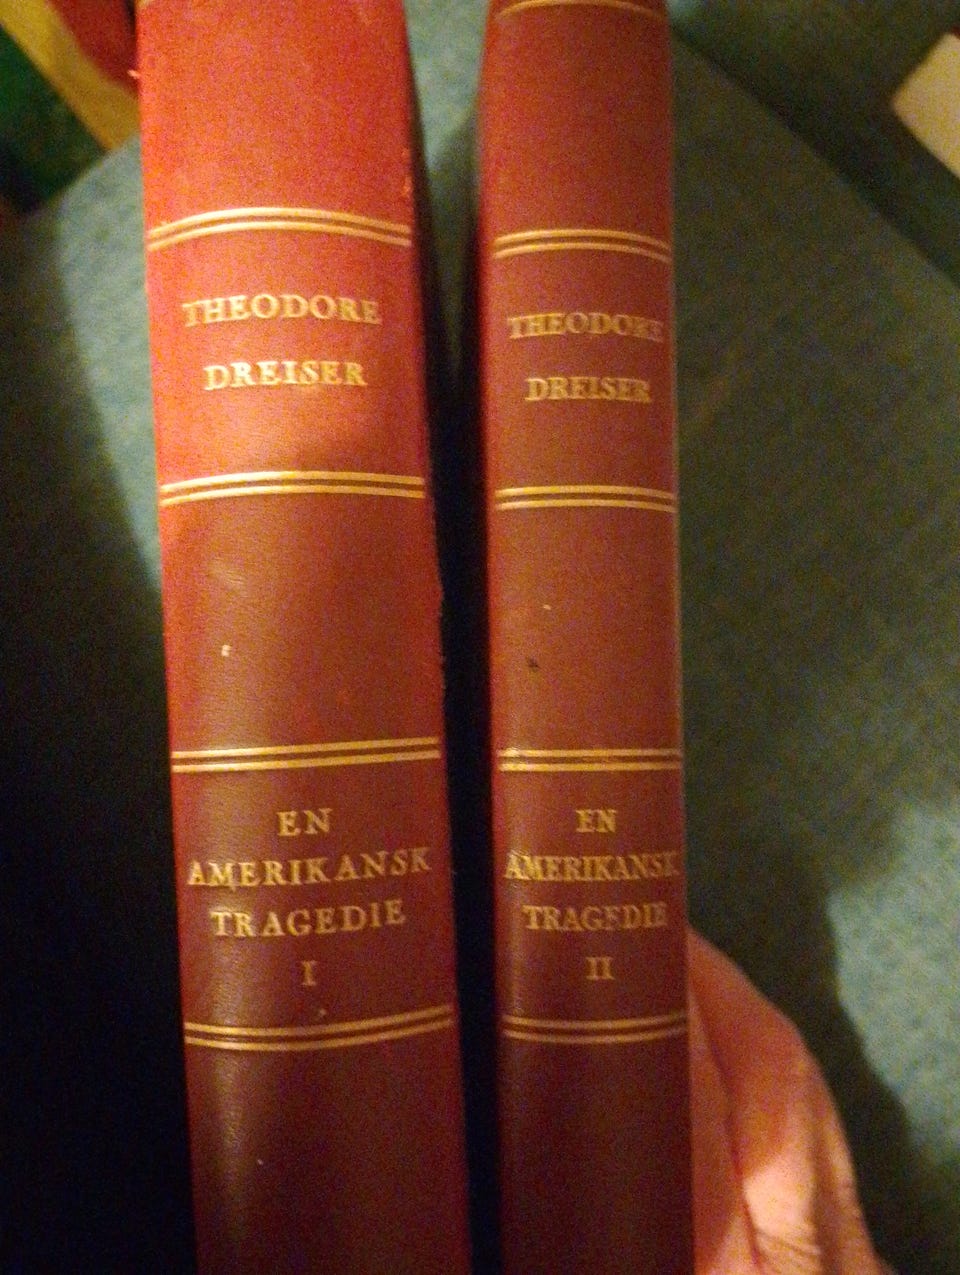 THEODORE
DREISER
EN
AMERIKANSK
TRAGEDIE
I
THEODORE
DREISER
EN
AMERIKANSK
TRAGEDIE
II